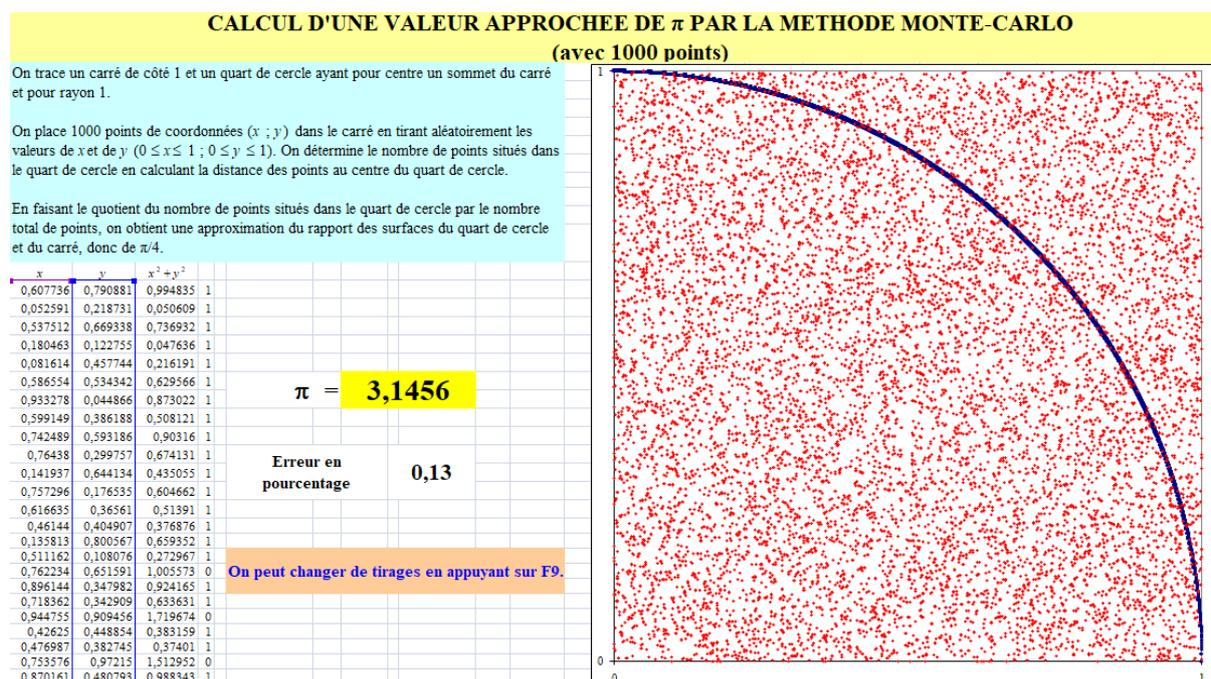 CALCUL D'UNE VALEUR APPROCHEE DE π PAR LA METHODE MONTE-CARLO
(avec 1000 points)
On trace un carré de côté 1 et un quart de cercle ayant pour centre un sommet du carré
et pour rayon 1.
On place 1000 points de coordonnées (x ; y) dans le carré en tirant aléatoirement les
valeurs de x et de y (0 ≤ x ≤ 1 ; 0 ≤ y ≤ 1). On détermine le nombre de points situés dans
le quart de cercle en calculant la distance des points au centre du quart de cercle.
En faisant le quotient du nombre de points situés dans le quart de cercle par le nombre
total de points, on obtient une approximation du rapport des surfaces du quart de cercle
et du carré, donc de π/4.
x y x² + y²
0,607736 0,790881 0,994835 1
0,052591 0,218731 0,050609 1
0,537512 0,669338 0,736932 1
0,180463 0,122755 0,047636 1
0,081614 0,457744 0,216191 1
0,586554 0,534342 0,629566 1
0,933278 0,044866 0,873022 1
0,599149 0,386188 0,508121 1
0,742489 0,593186 0,90316 1
0,76438 0,299757 0,674131 1
0,141937 0,644134 0,435055 1
0,757296 0,176535 0,604662 1
0,616635 0,36561 0,51391 1
0,46144 0,404907 0,376876 1
0,135813 0,800567 0,659352 1
0,511162 0,108076 0,272967 1
0,762234 0,651591 1,005573 0
0,896144 0,347982 0,924165 1
0,718362 0,342909 0,633631 1
0,944755 0,909456 1,719674 0
0,42625 0,448854 0,383159 1
0,476987 0,382745 0,37401 1
0,753576 0,97215 1,512952 0
0,870161 0,480793 0,988343 1
π = 3,1456
Erreur en
pourcentage
0,13
On peut changer de tirages en appuyant sur F9.
1
0
0 1